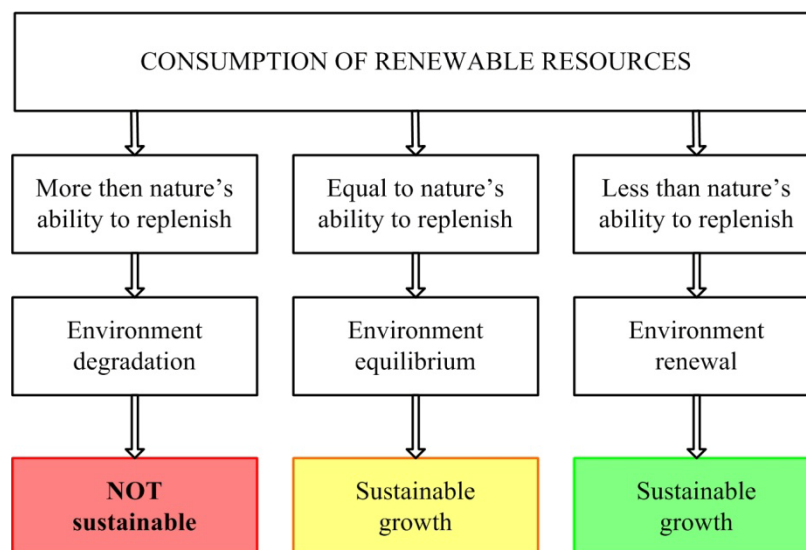 CONSUMPTION OF RENEWABLE RESOURCES
More then nature's
ability to replenish
Equal to nature's
ability to replenish
Less than nature's
ability to replenish
Environment
degradation
Environment
equilibrium
Environment
renewal
NOT
sustainable
Sustainable
growth
Sustainable
growth